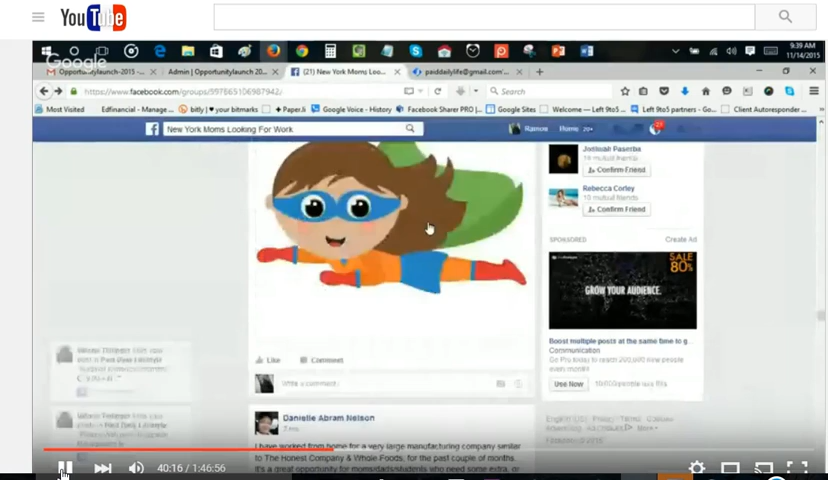 YouTube
Google
9:39 AM
11/14/2015
Opportunitylaunch-2015 -...
Admin | Opportunitylaunch 20...
(2) New York Moms Loo...
paiddailylife@gmail.com'...
https://www.facebook.com/groups/597865106987942/
Search
Most Visited
Edfinancial - Manage...
bitly | ♥ your bitmarks
Paper.li
Google Voice - History
Facebook Sharer PRO |...
Google Sites
Welcome — Left 9to5...
Left 9to5 partners - Go...
Client Autoresponder
New York Moms Looking For Work
Ramon
Home
20+
Confirm Friend
Rebecca Corley
10 mutual friends
Confirm Friend
SPONSORED
Create Ad
SALE
80%
GROW YOUR AUDIENCE.
Boost multiple posts at the same time to g...
Communication
Use Now
Like
Comment
Write a comment...
Danielle Abram Nelson
7 hrs
I have worked from home for a very large manufacturing company similar
to The Honest Company & Whole Foods, for the past couple of months.
It's a great opportunity for moms/dads/students who need some extra, or
40:16 / 1:46:56